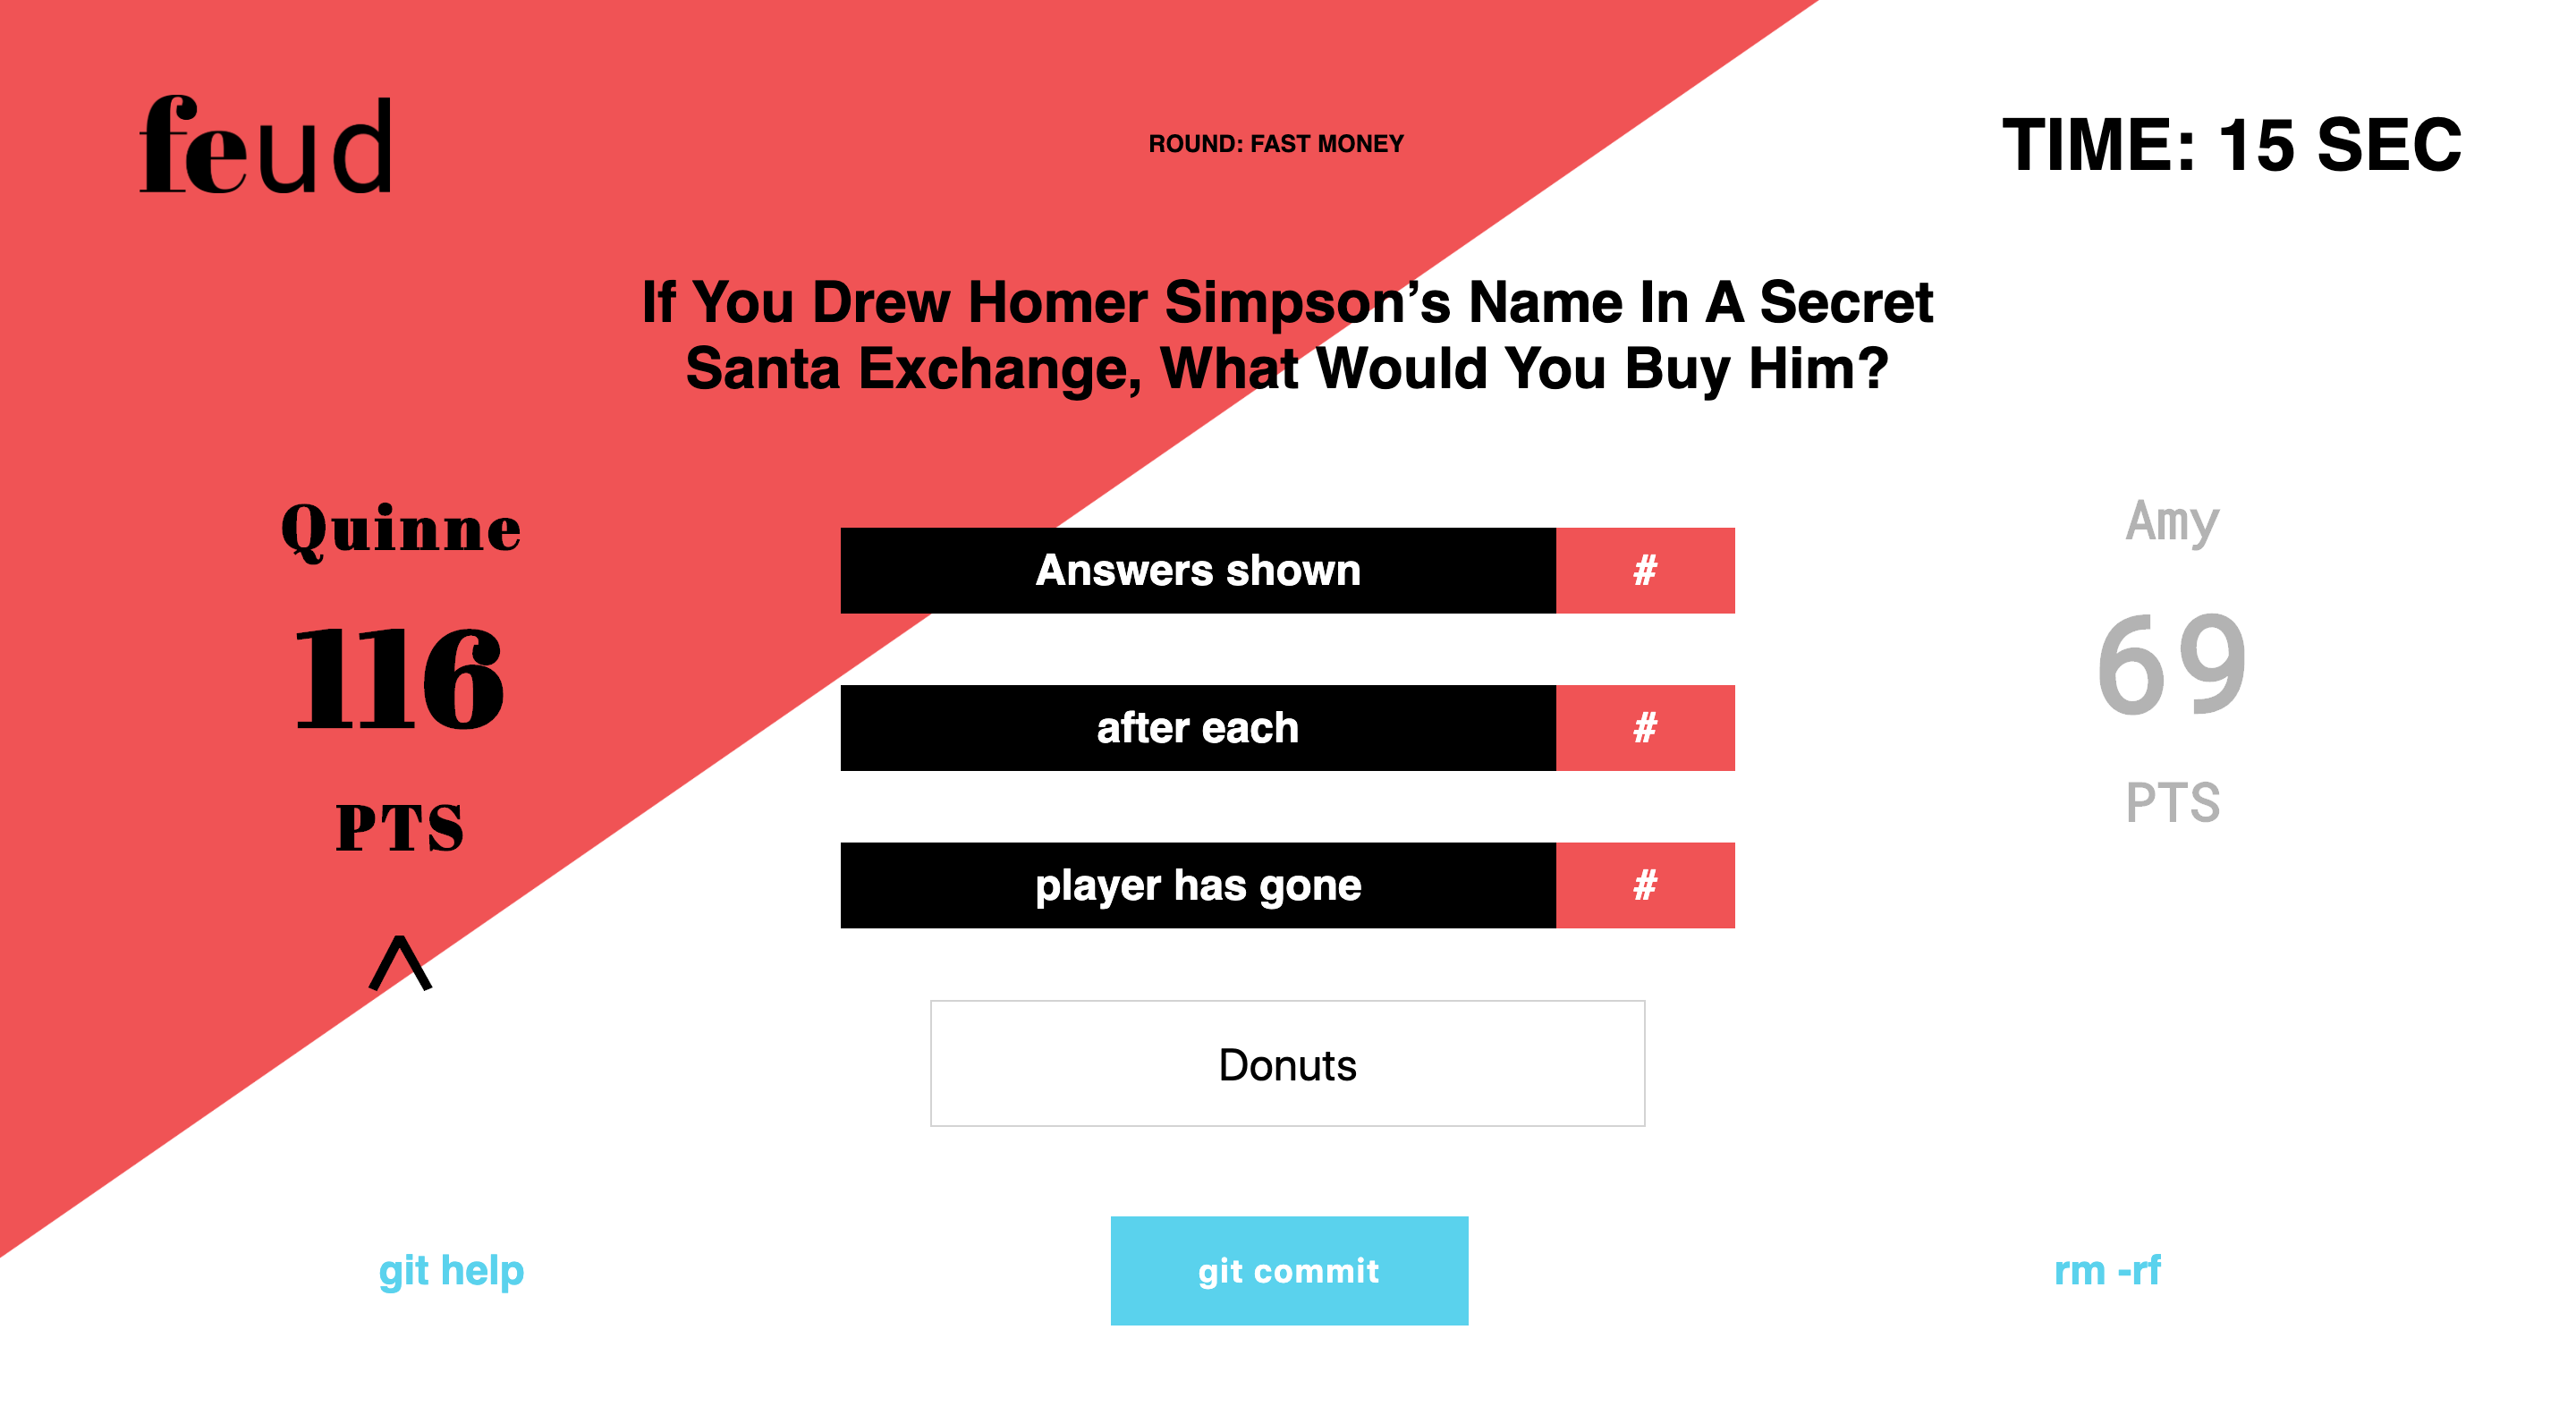 feud
ROUND: FAST MONEY
TIME: 15 SEC
If You Drew Homer Simpson’s Name In A Secret
Santa Exchange, What Would You Buy Him?
Quinne
116
PTS
^
Answers shown #
after each #
player has gone #
Amy
69
PTS
Donuts
git help
git commit
rm -rf